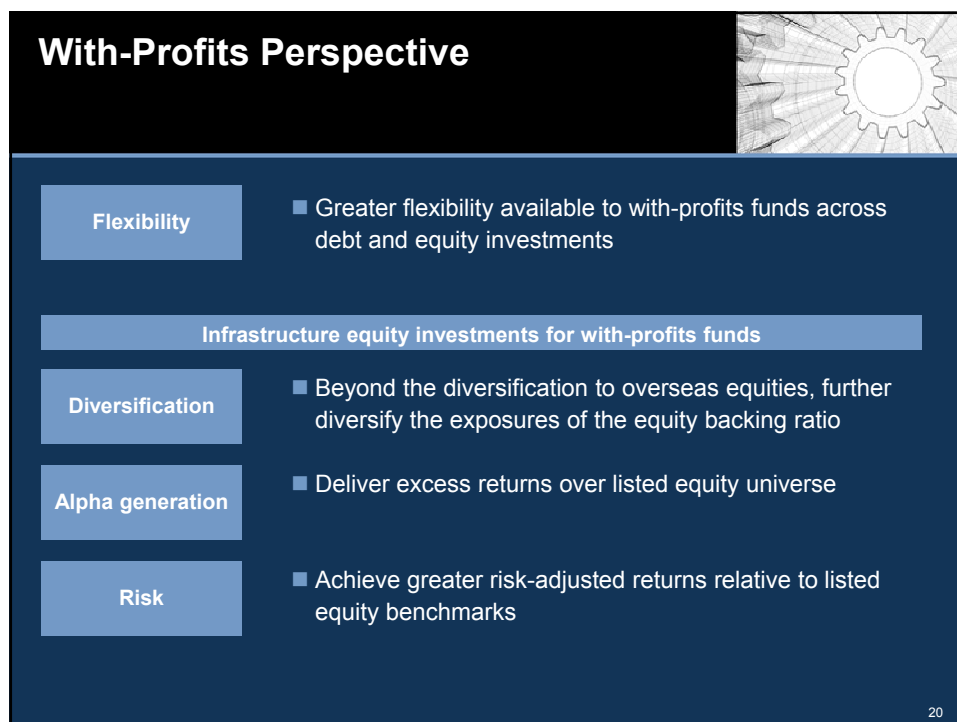 With-Profits Perspective
Flexibility
■ Greater flexibility available to with-profits funds across
debt and equity investments
Infrastructure equity investments for with-profits funds
Diversification
■ Beyond the diversification to overseas equities, further
diversify the exposures of the equity backing ratio
Alpha generation
■ Deliver excess returns over listed equity universe
Risk
■ Achieve greater risk-adjusted returns relative to listed
equity benchmarks
20